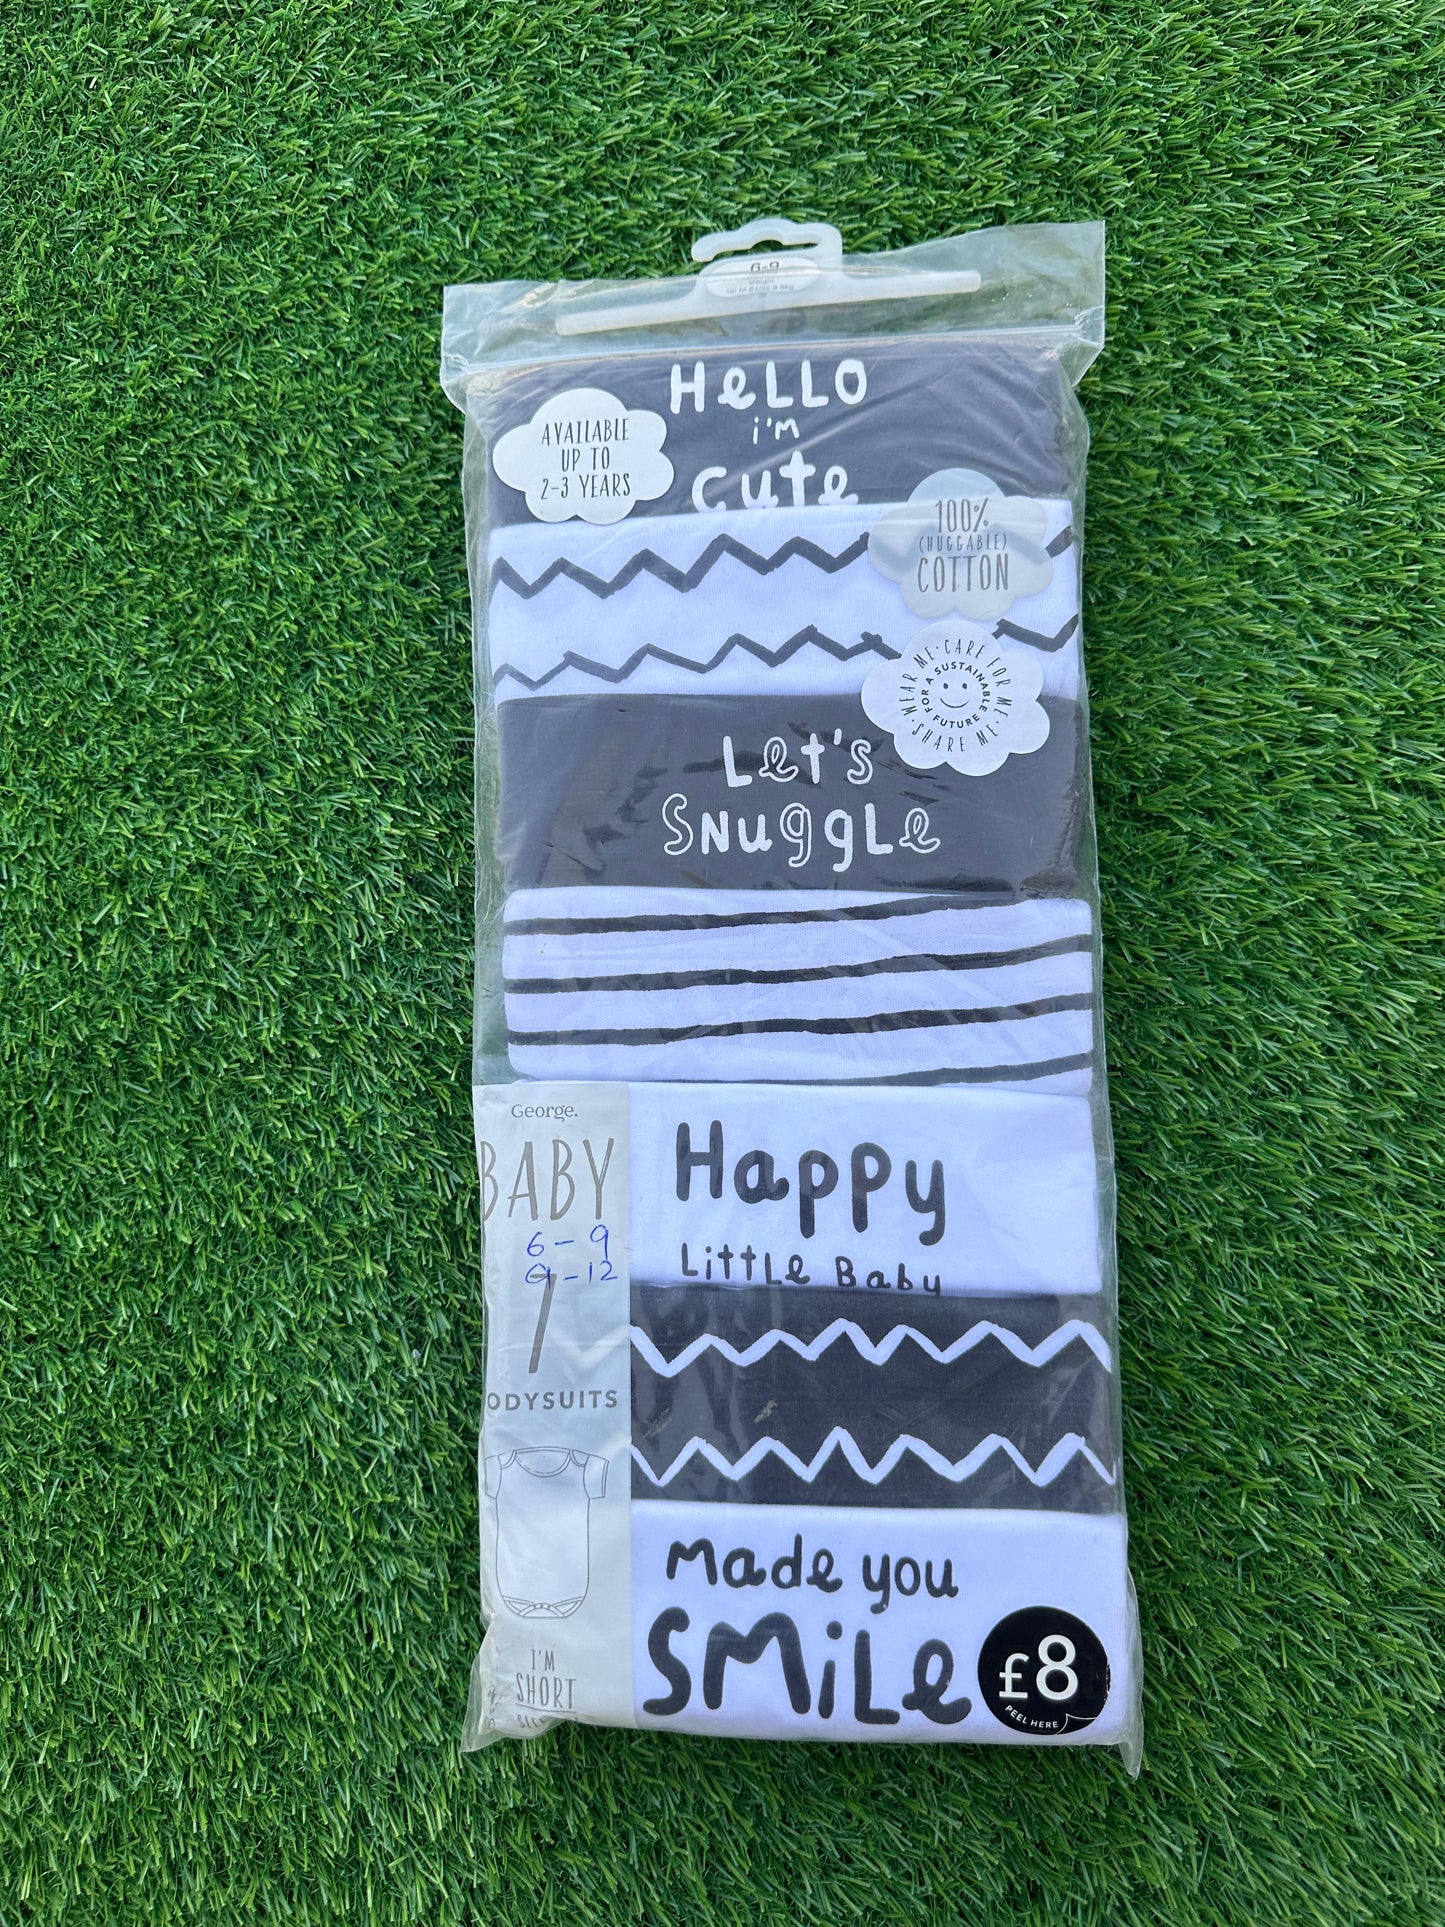 6-9
weight
HeLLO
i'm
cute
AVAILABLE
UP TO
2-3 YEARS
100%
(HUGGABLE)
COTTON
WEAR ME • CARE FOR ME • SHARE ME •
FOR A SUSTAINABLE FUTURE
Let's
SNuggLe
George.
BABY
6-9
9-12
7
ODYSUITS
I'M
SHORT
Happy
LittLe Baby
made you
SMiLe
£8
PEEL HERE